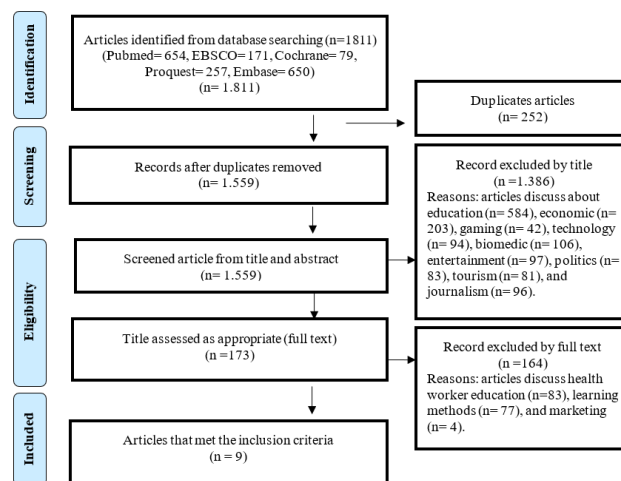 Identification
Articles identified from database searching (n=1811)
(Pubmed= 654, EBSCO= 171, Cochrane= 79,
Proquest= 257, Embase= 650)
(n= 1.811)
Duplicates articles
(n= 252)
Screening
Records after duplicates removed
(n= 1.559)
Record excluded by title
(n =1.386)
Reasons: articles discuss about
education (n= 584), economic (n=
203), gaming (n= 42), technology
(n= 94), biomedic (n= 106),
entertainment (n= 97), politics (n=
83), tourism (n= 81), and
journalism (n= 96).
Eligibility
Screened article from title and abstract
(n= 1.559)
Title assessed as appropriate (full text)
(n =173)
Record excluded by full text
(n =164)
Reasons: articles discuss health
worker education (n=83), learning
methods (n= 77), and marketing
(n= 4).
Included
Articles that met the inclusion criteria
(n = 9)